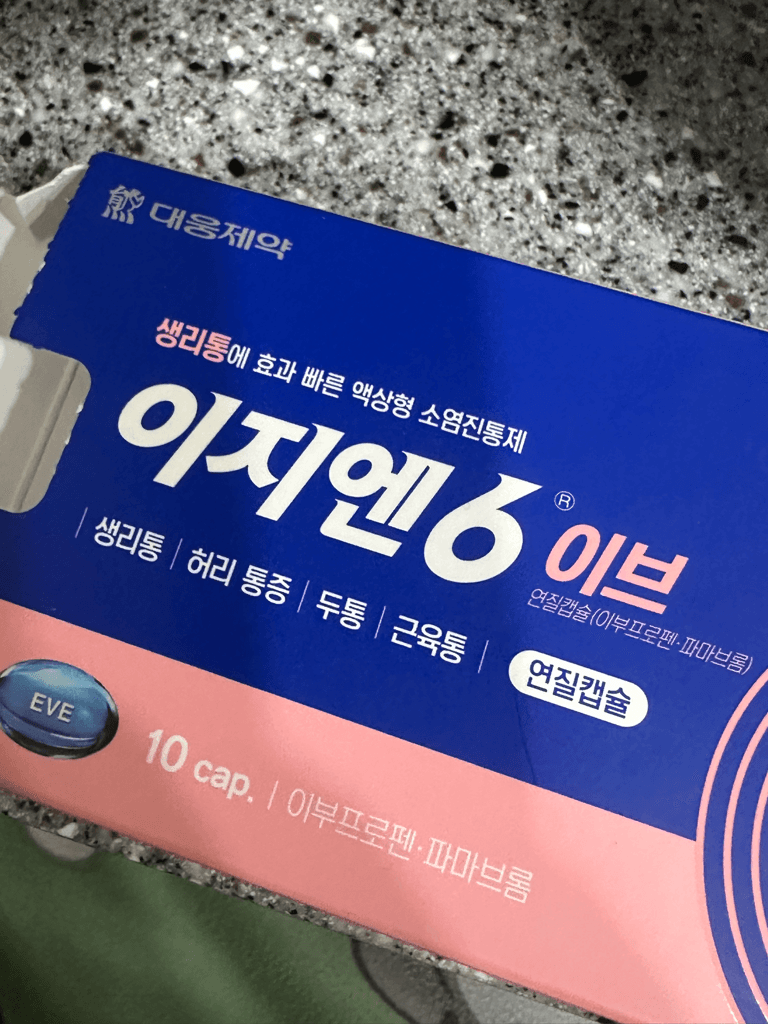 대웅제약
생리통에 효과 빠른 액상형 소염진통제
이지엔6® 이브
연질캡슐(이부프로펜·파마브롬)
| 생리통 | 허리 통증 | 두통 | 근육통 | 연질캡슐
EVE
10 cap. | 이부프로펜·파마브롬